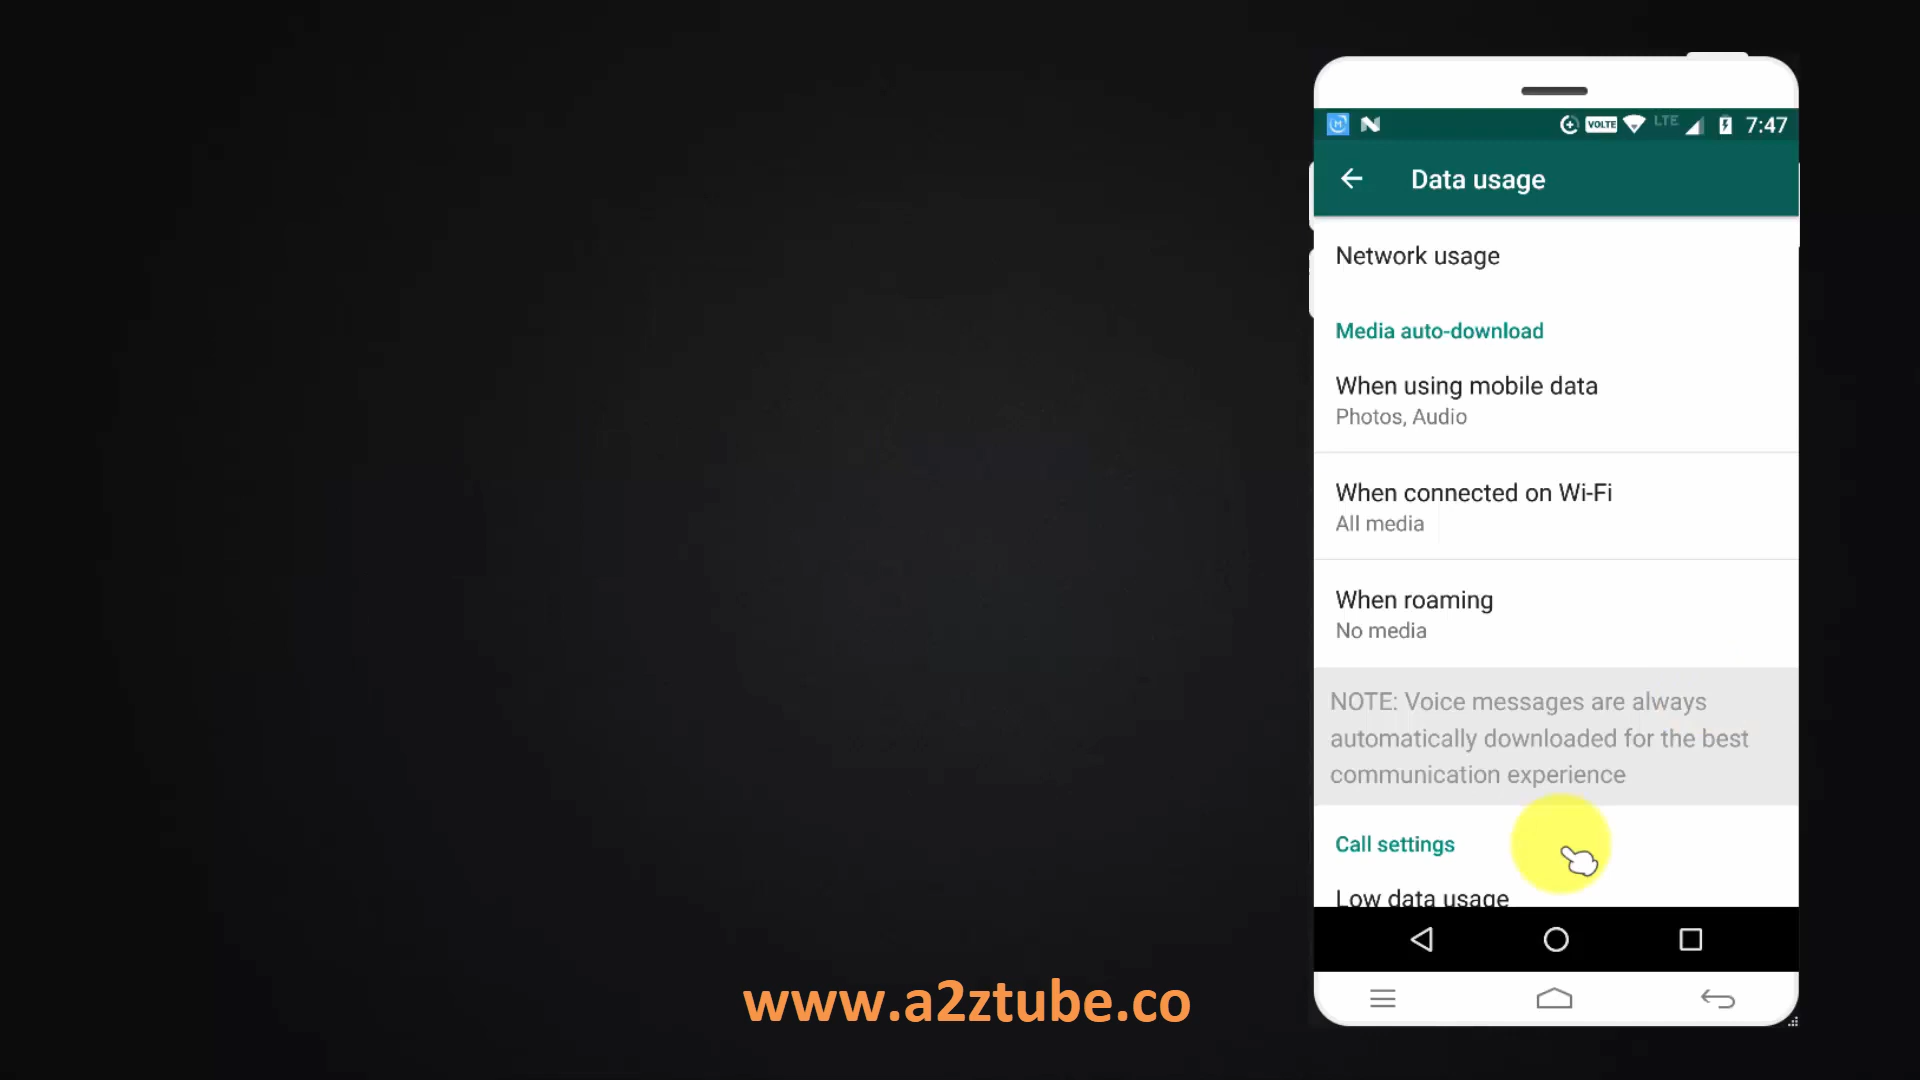 VOLTE LTE 7:47
Data usage
Network usage
Media auto-download
When using mobile data
Photos, Audio
When connected on Wi-Fi
All media
When roaming
No media
NOTE: Voice messages are always
automatically downloaded for the best
communication experience
Call settings
Low data usage
www.a2ztube.co